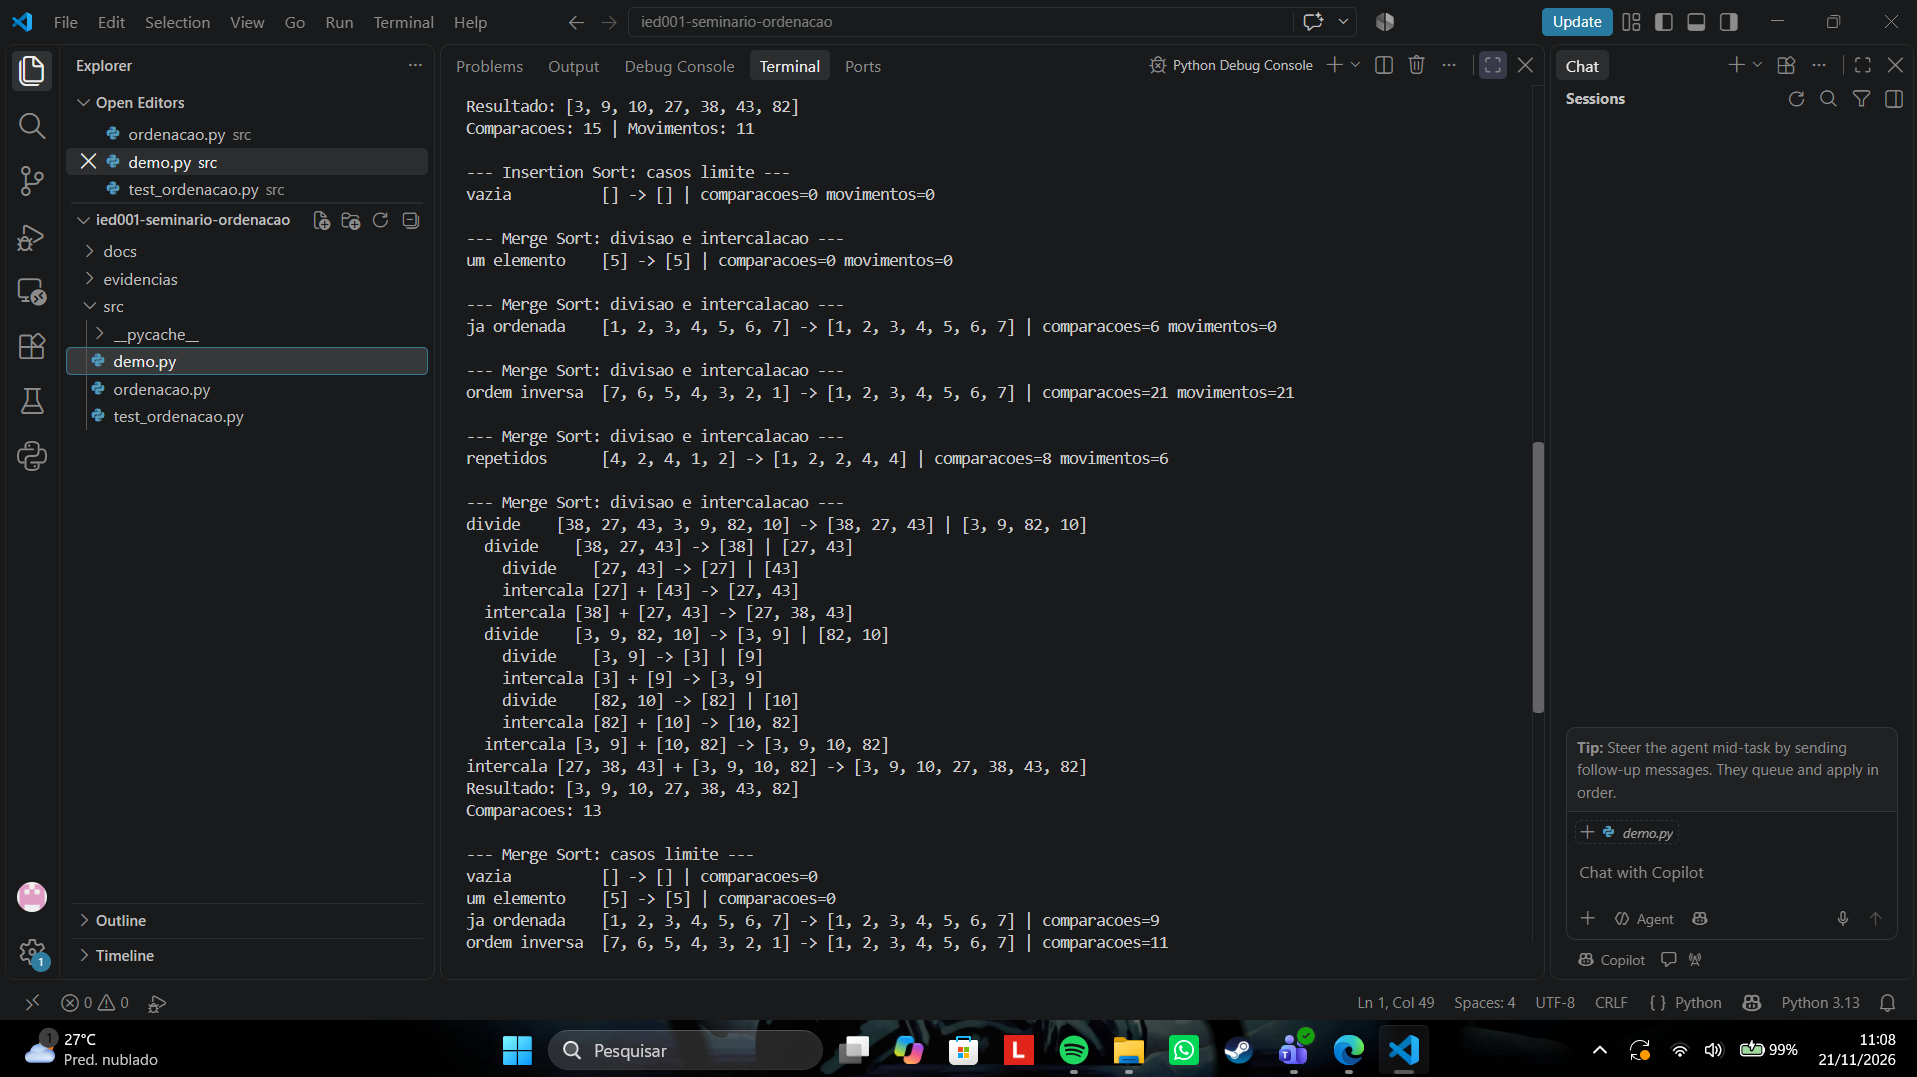 File Edit Selection View Go Run Terminal Help
ied001-seminario-ordenacao
Update
Explorer
Open Editors
ordenacao.py src
demo.py src
test_ordenacao.py src
ied001-seminario-ordenacao
docs
evidencias
src
__pycache__
demo.py
ordenacao.py
test_ordenacao.py
Outline
Timeline
1
Problems Output Debug Console Terminal Ports
Python Debug Console
Resultado: [3, 9, 10, 27, 38, 43, 82]
Comparacoes: 15 | Movimentos: 11
--- Insertion Sort: casos limite ---
vazia          [] -> [] | comparacoes=0 movimentos=0
--- Merge Sort: divisao e intercalacao ---
um elemento    [5] -> [5] | comparacoes=0 movimentos=0
--- Merge Sort: divisao e intercalacao ---
ja ordenada    [1, 2, 3, 4, 5, 6, 7] -> [1, 2, 3, 4, 5, 6, 7] | comparacoes=6 movimentos=0
--- Merge Sort: divisao e intercalacao ---
ordem inversa  [7, 6, 5, 4, 3, 2, 1] -> [1, 2, 3, 4, 5, 6, 7] | comparacoes=21 movimentos=21
--- Merge Sort: divisao e intercalacao ---
repetidos      [4, 2, 4, 1, 2] -> [1, 2, 2, 4, 4] | comparacoes=8 movimentos=6
--- Merge Sort: divisao e intercalacao ---
divide    [38, 27, 43, 3, 9, 82, 10] -> [38, 27, 43] | [3, 9, 82, 10]
  divide    [38, 27, 43] -> [38] | [27, 43]
    divide    [27, 43] -> [27] | [43]
    intercala [27] + [43] -> [27, 43]
  intercala [38] + [27, 43] -> [27, 38, 43]
  divide    [3, 9, 82, 10] -> [3, 9] | [82, 10]
    divide    [3, 9] -> [3] | [9]
    intercala [3] + [9] -> [3, 9]
    divide    [82, 10] -> [82] | [10]
    intercala [82] + [10] -> [10, 82]
  intercala [3, 9] + [10, 82] -> [3, 9, 10, 82]
intercala [27, 38, 43] + [3, 9, 10, 82] -> [3, 9, 10, 27, 38, 43, 82]
Resultado: [3, 9, 10, 27, 38, 43, 82]
Comparacoes: 13
--- Merge Sort: casos limite ---
vazia          [] -> [] | comparacoes=0
um elemento    [5] -> [5] | comparacoes=0
ja ordenada    [1, 2, 3, 4, 5, 6, 7] -> [1, 2, 3, 4, 5, 6, 7] | comparacoes=9
ordem inversa  [7, 6, 5, 4, 3, 2, 1] -> [1, 2, 3, 4, 5, 6, 7] | comparacoes=11
Chat
Sessions
Tip: Steer the agent mid-task by sending
follow-up messages. They queue and apply in
order.
demo.py
Chat with Copilot
Agent
Copilot
0 0
Ln 1, Col 49 Spaces: 4 UTF-8 CRLF { } Python Python 3.13
1
27°C
Pred. nublado
Pesquisar
L
T
99%
11:08
21/11/2026